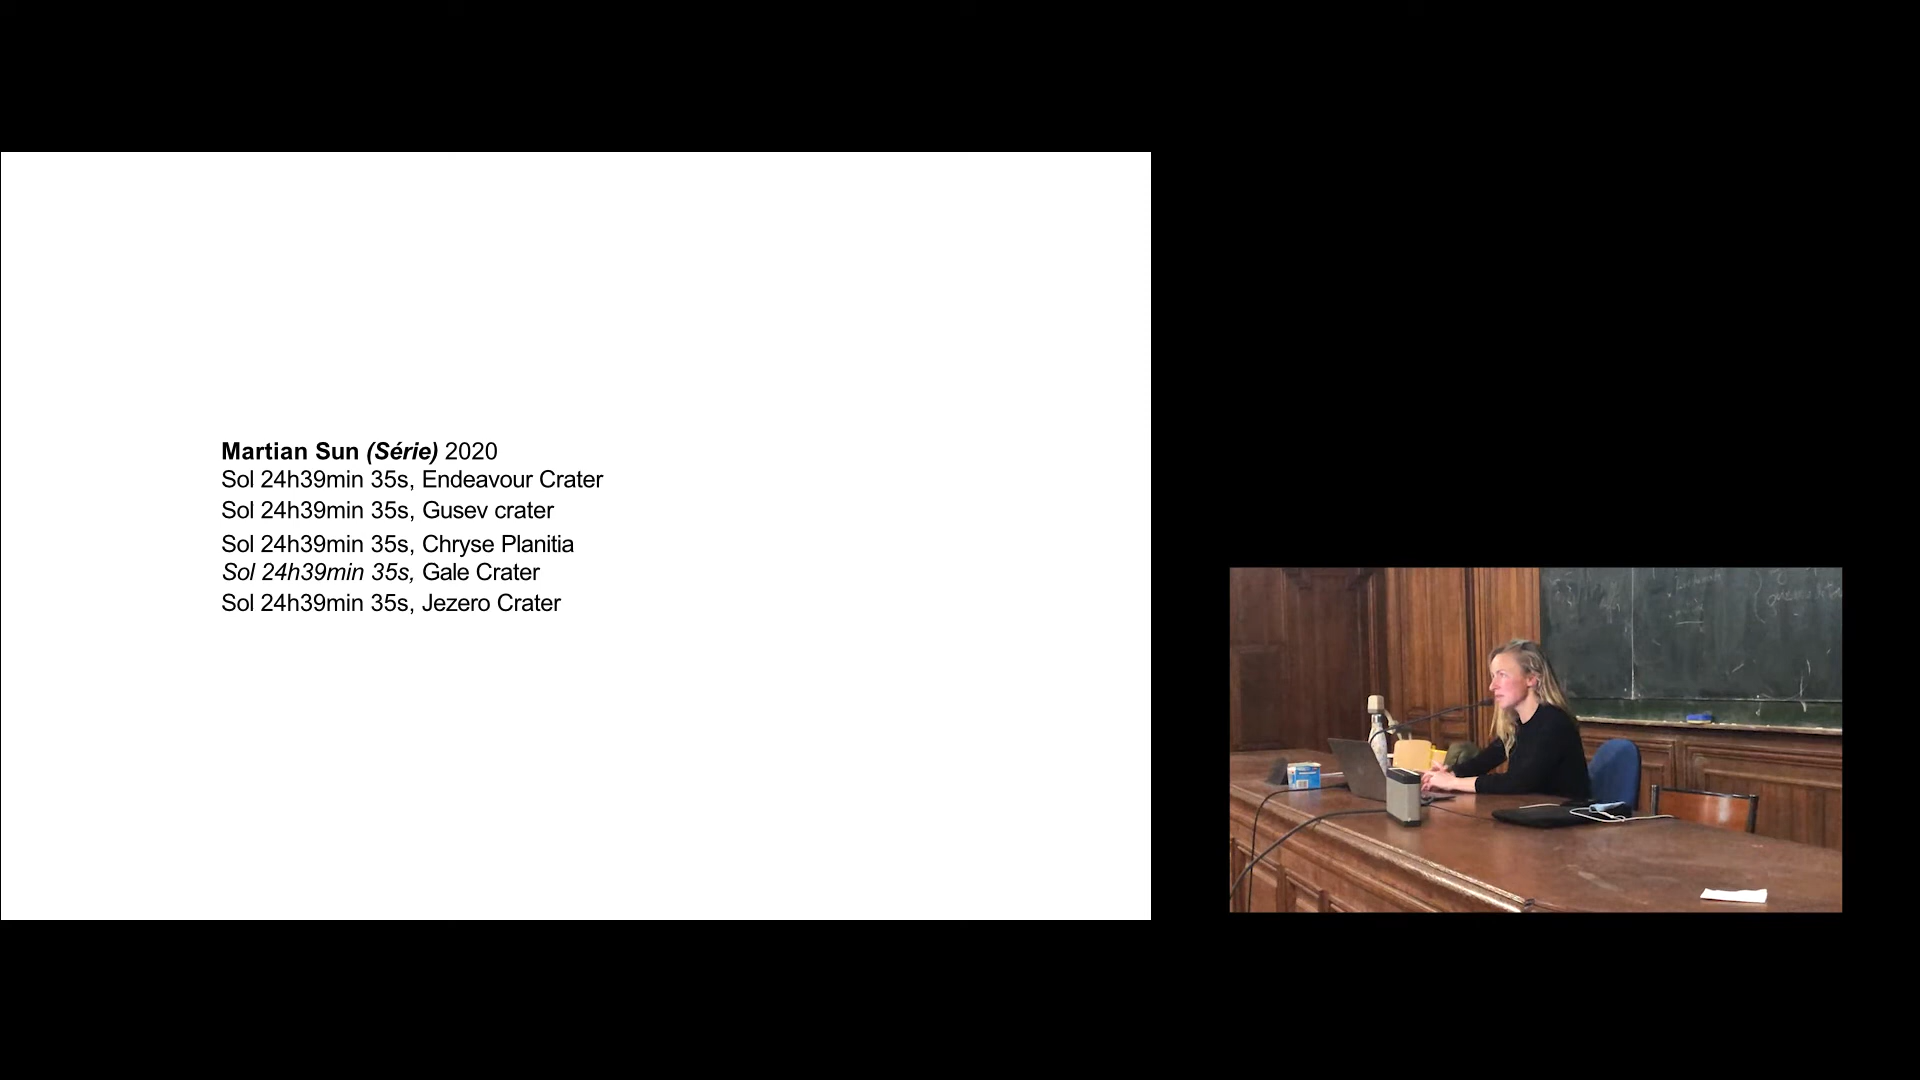 Martian Sun (Série) 2020
Sol 24h39min 35s, Endeavour Crater
Sol 24h39min 35s, Gusev crater
Sol 24h39min 35s, Chryse Planitia
Sol 24h39min 35s, Gale Crater
Sol 24h39min 35s, Jezero Crater